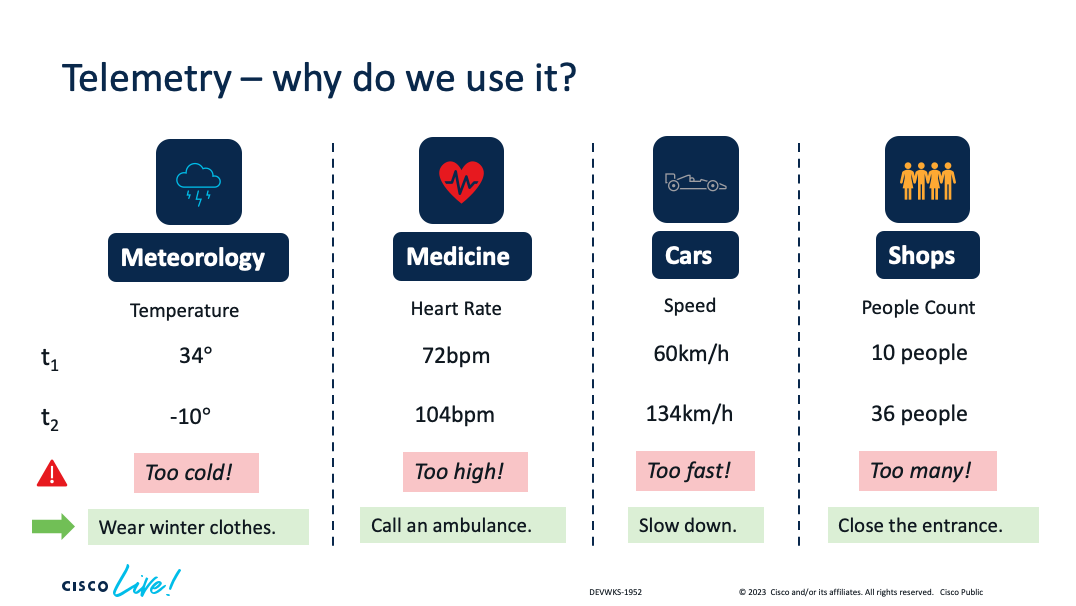 Telemetry – why do we use it?
Meteorology Medicine Cars Shops
Temperature Heart Rate Speed People Count
t1 34° 72bpm 60km/h 10 people
t2 -10° 104bpm 134km/h 36 people
! Too cold! Too high! Too fast! Too many!
Wear winter clothes. Call an ambulance. Slow down. Close the entrance.
CISCO Live! DEVWKS-1952 © 2023 Cisco and/or its affiliates. All rights reserved. Cisco Public